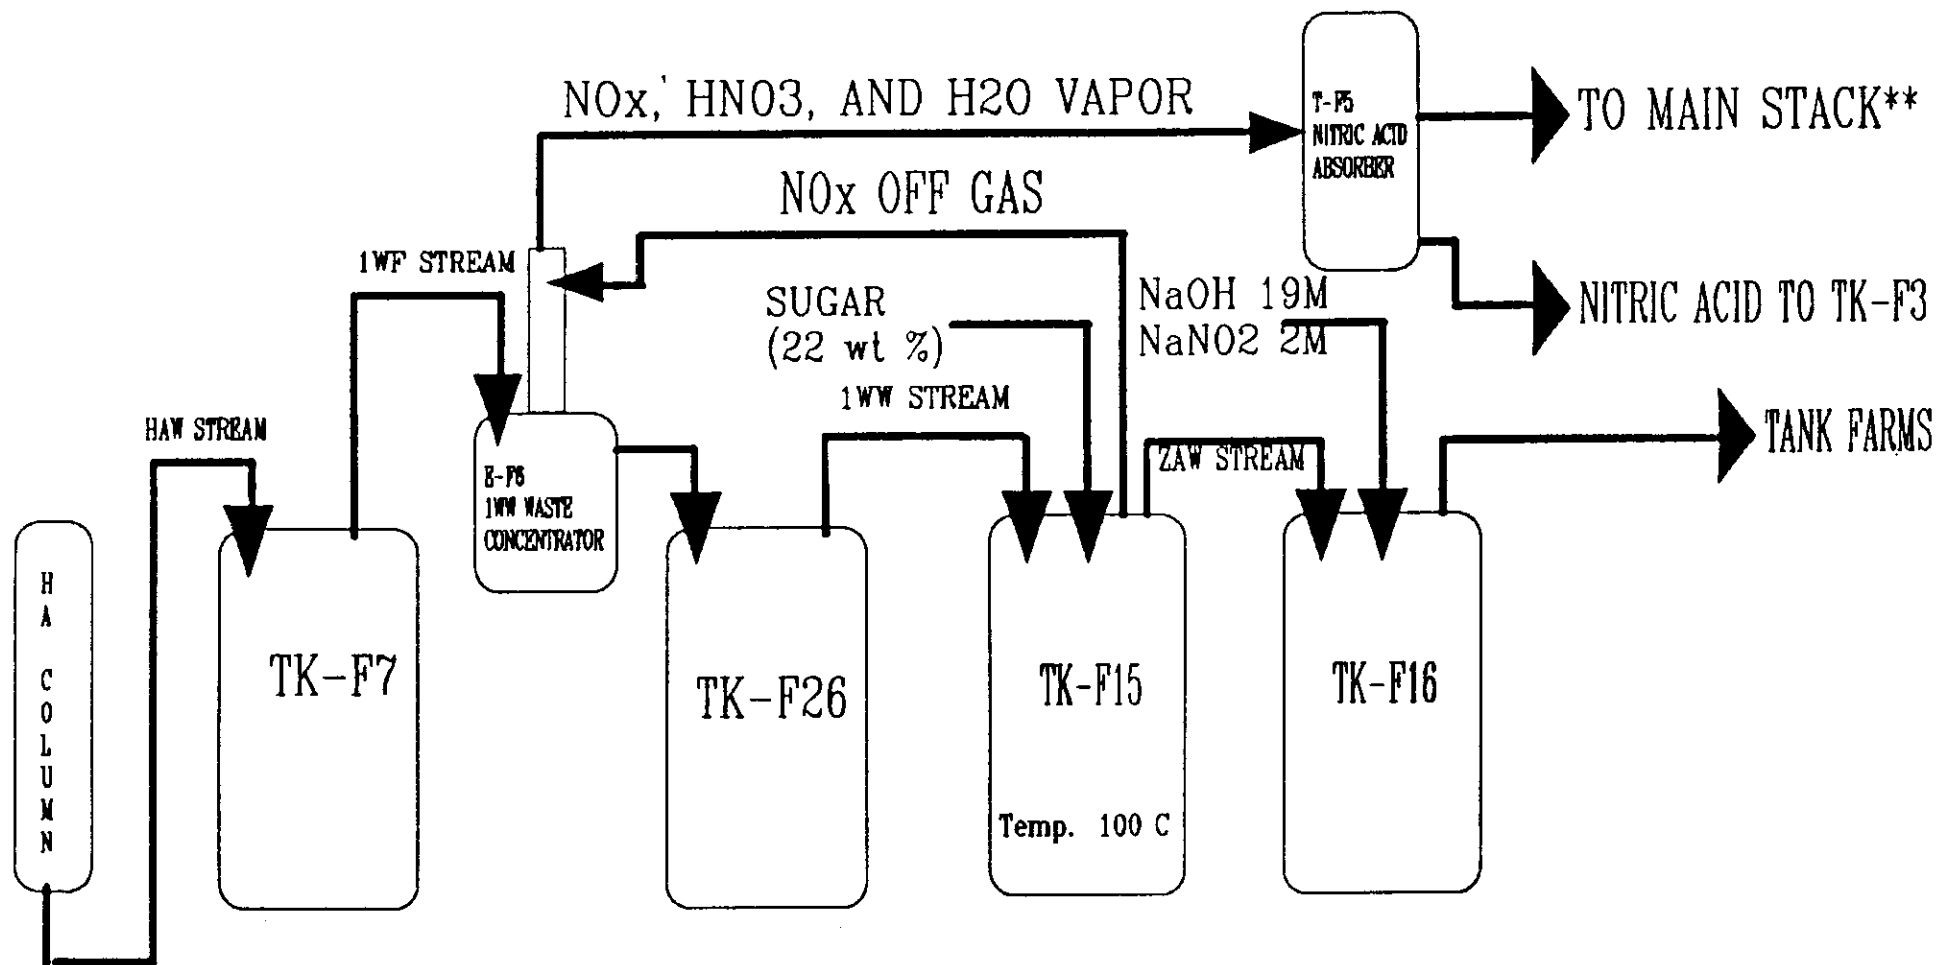 NOx, HNO3, AND H2O VAPOR
T-F5
NITRIC ACID
ABSORBER
TO MAIN STACK**
NOx OFF GAS
1WF STREAM
SUGAR
(22 wt %)
NaOH 19M
NaNO2 2M
NITRIC ACID TO TK-F3
1WW STREAM
HAW STREAM
ZAW STREAM
TANK FARMS
E-F6
1WW WASTE
CONCENTRATOR
HA COLUMN
TK-F7
TK-F26
TK-F15
TK-F16
Temp. 100 C